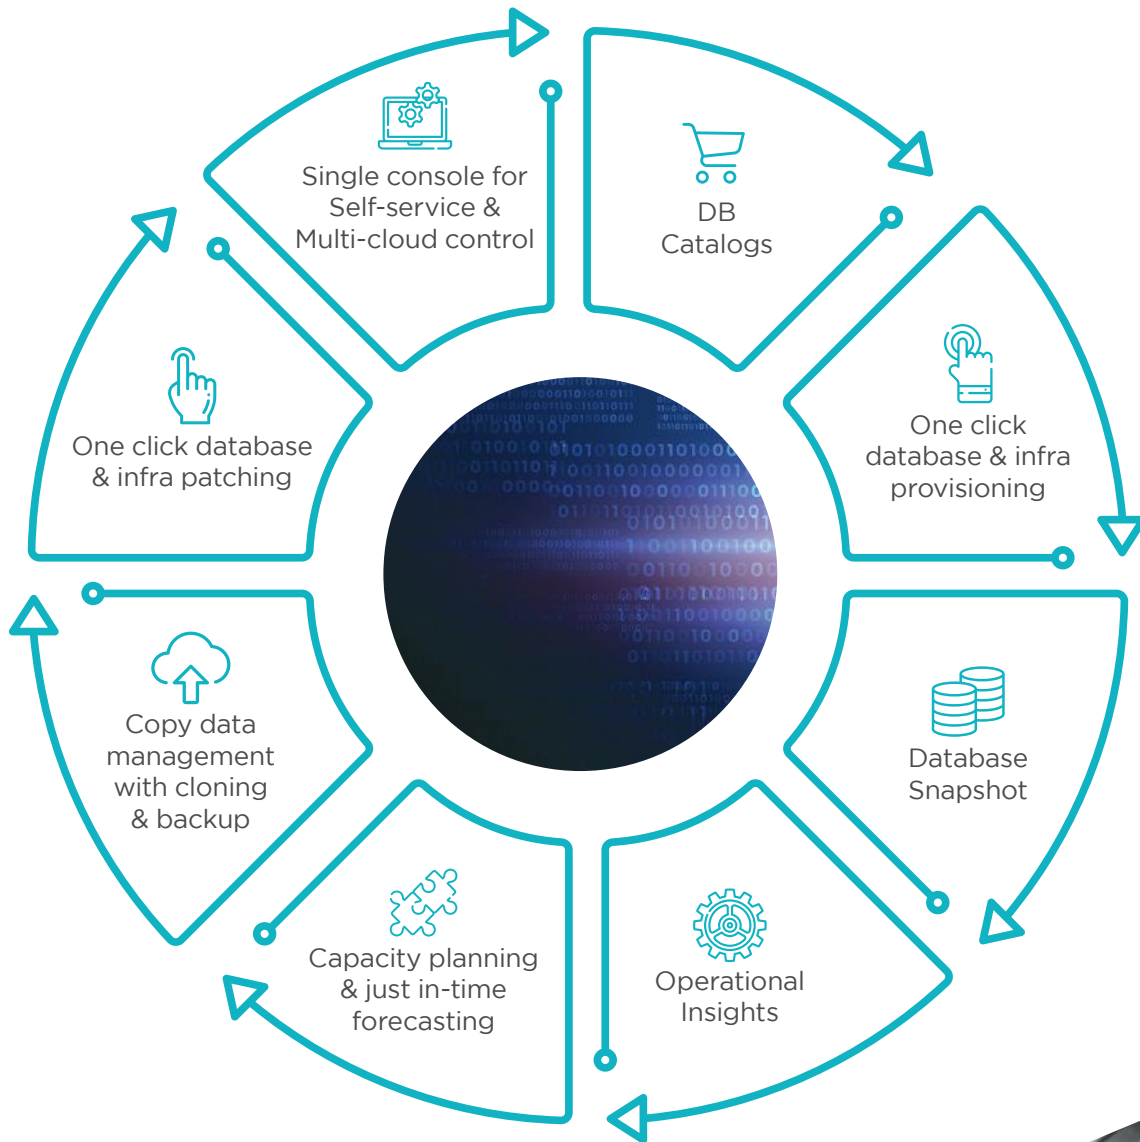 Single console for
Self-service &
Multi-cloud control
DB
Catalogs
One click
database & infra
provisioning
Database
Snapshot
Operational
Insights
Capacity planning
& just in-time
forecasting
Copy data
management
with cloning
& backup
One click database
& infra patching